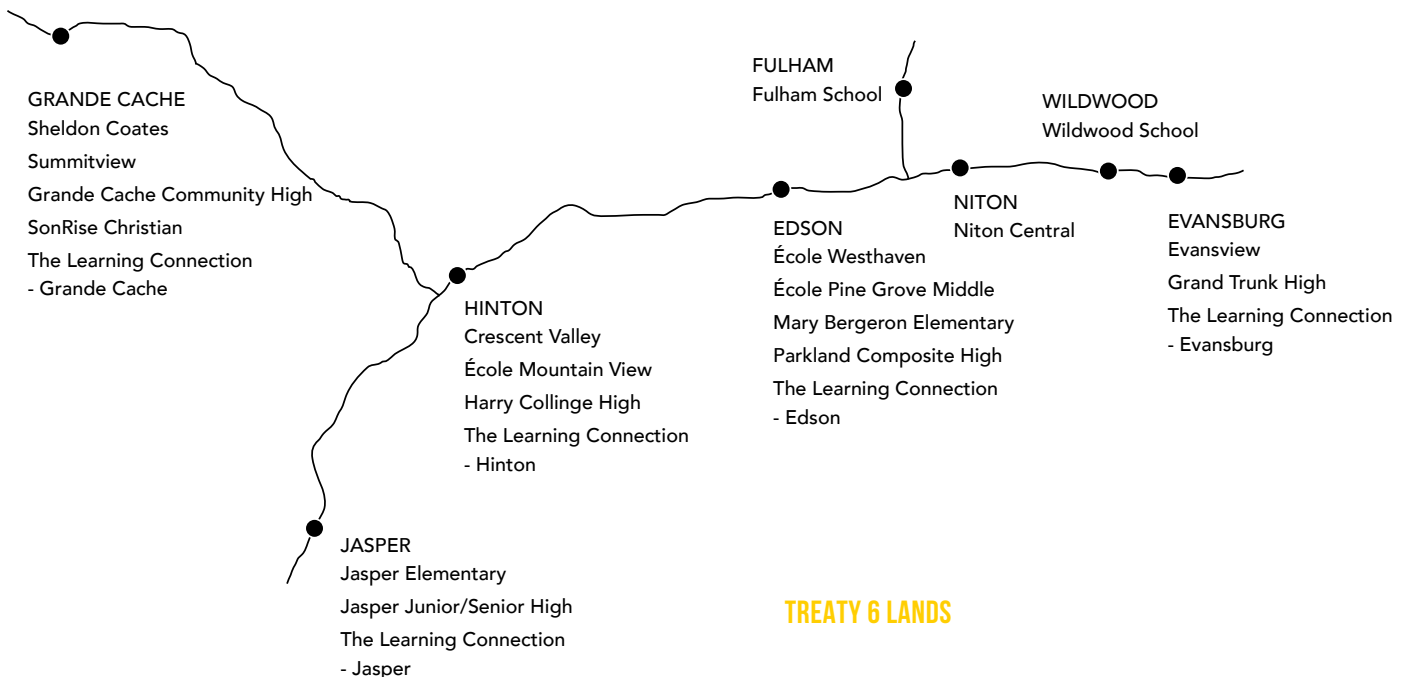 GRANDE CACHE
Sheldon Coates
Summitview
Grande Cache Community High
SonRise Christian
The Learning Connection
- Grande Cache
HINTON
Crescent Valley
École Mountain View
Harry Collinge High
The Learning Connection
- Hinton
JASPER
Jasper Elementary
Jasper Junior/Senior High
The Learning Connection
- Jasper
FULHAM
Fulham School
EDSON
École Westhaven
École Pine Grove Middle
Mary Bergeron Elementary
Parkland Composite High
The Learning Connection
- Edson
NITON
Niton Central
WILDWOOD
Wildwood School
EVANSBURG
Evansview
Grand Trunk High
The Learning Connection
- Evansburg
TREATY 6 LANDS